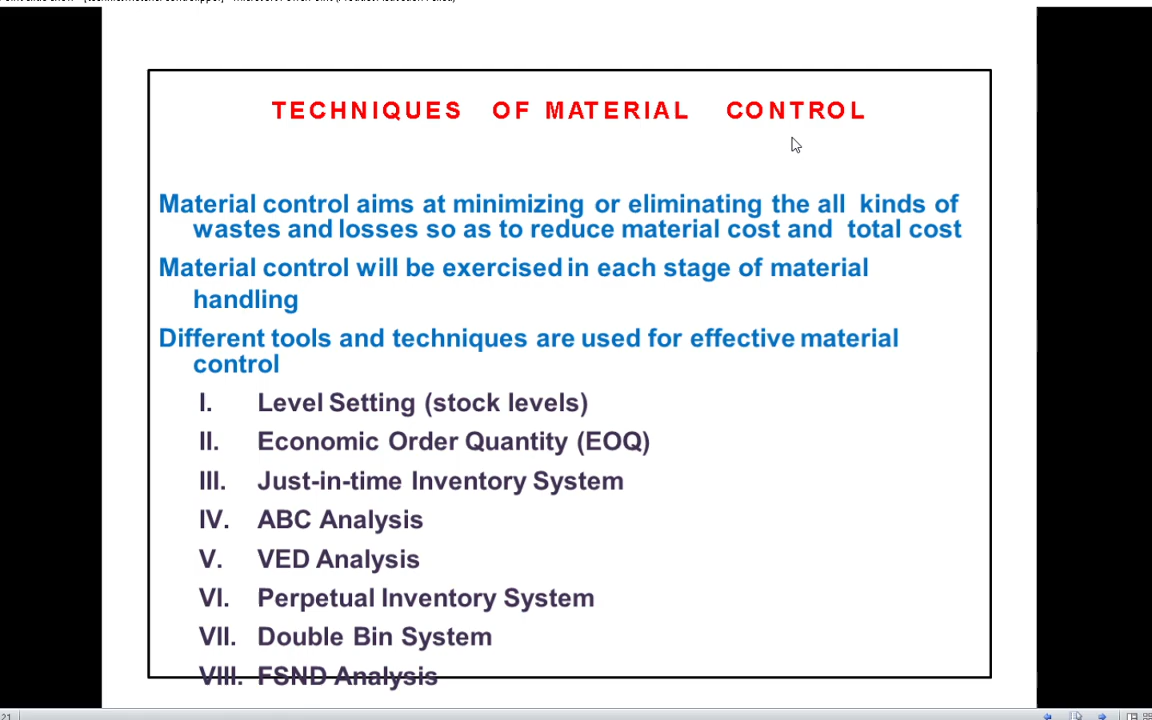 TECHNIQUES OF MATERIAL CONTROL
Material control aims at minimizing or eliminating the all kinds of
wastes and losses so as to reduce material cost and total cost
Material control will be exercised in each stage of material
handling
Different tools and techniques are used for effective material
control
I. Level Setting (stock levels)
II. Economic Order Quantity (EOQ)
III. Just-in-time Inventory System
IV. ABC Analysis
V. VED Analysis
VI. Perpetual Inventory System
VII. Double Bin System
VIII. FSND Analysis
21